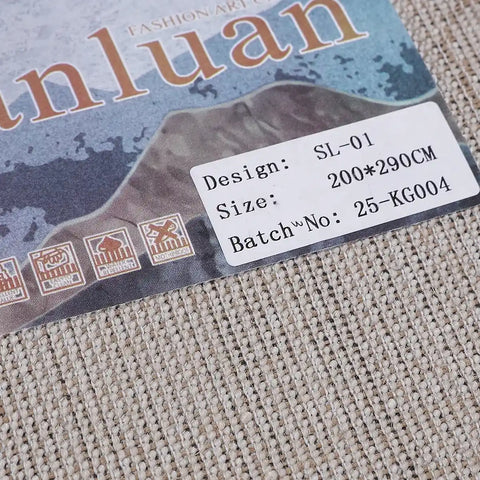 FASHION ART C
anluan
Design: SL-01
Size: 200*290CM
Batch No: 25-KG004